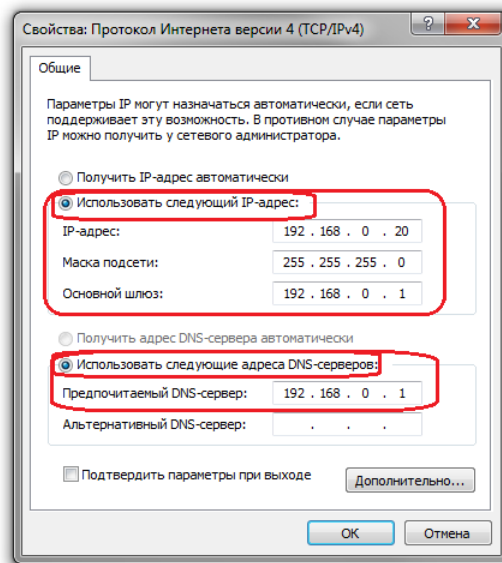 Свойства: Протокол Интернета версии 4 (TCP/IPv4)
Общие
Параметры IP могут назначаться автоматически, если сеть
поддерживает эту возможность. В противном случае параметры
IP можно получить у сетевого администратора.
Получить IP-адрес автоматически
Использовать следующий IP-адрес:
IP-адрес: 192 . 168 . 0 . 20
Маска подсети: 255 . 255 . 255 . 0
Основной шлюз: 192 . 168 . 0 . 1
Получить адрес DNS-сервера автоматически
Использовать следующие адреса DNS-серверов:
Предпочитаемый DNS-сервер: 192 . 168 . 0 . 1
Альтернативный DNS-сервер: . . .
Подтвердить параметры при выходе
Дополнительно...
ОК Отмена